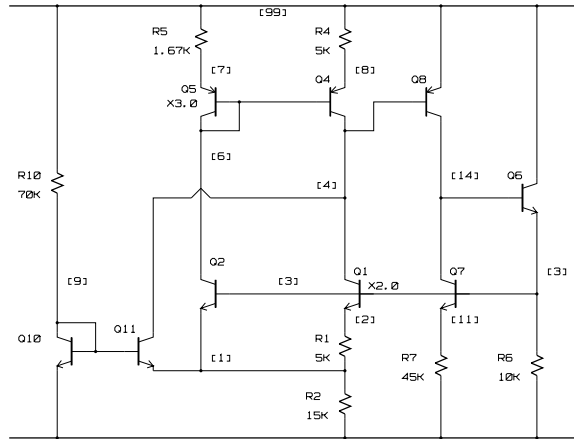 [99]
R5
1.67K
R4
5K
[7]
[8]
Q5
X3.0
Q4
Q8
[6]
R10
70K
[4]
[14]
Q6
Q2
[3]
Q1
X2.0
Q7
[3]
[9]
[2]
[11]
Q10
Q11
[1]
R1
5K
R7
45K
R6
10K
R2
15K